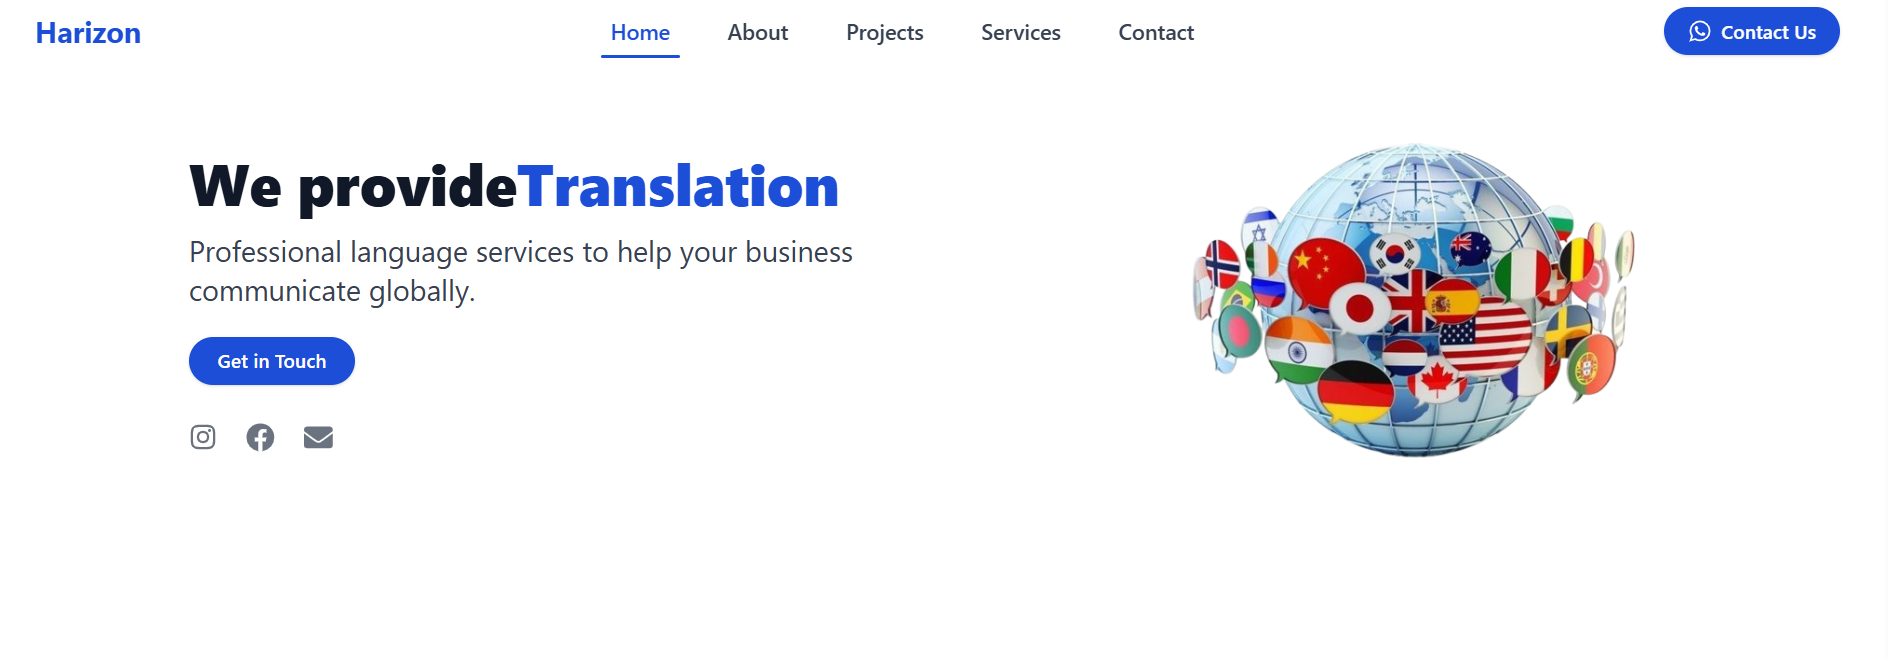 Harizon
Home
About
Projects
Services
Contact
Contact Us
We provideTranslation
Professional language services to help your business
communicate globally.
Get in Touch